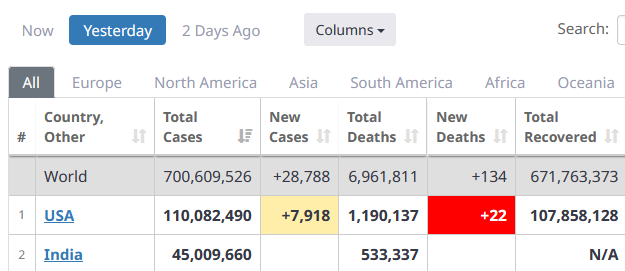 Now Yesterday 2 Days Ago Columns Search:
All Europe North America Asia South America Africa Oceania
# Country, Other Total Cases New Cases Total Deaths New Deaths Total Recovered
World 700,609,526 +28,788 6,961,811 +134 671,763,373
1 USA 110,082,490 +7,918 1,190,137 +22 107,858,128
2 India 45,009,660 533,337 N/A